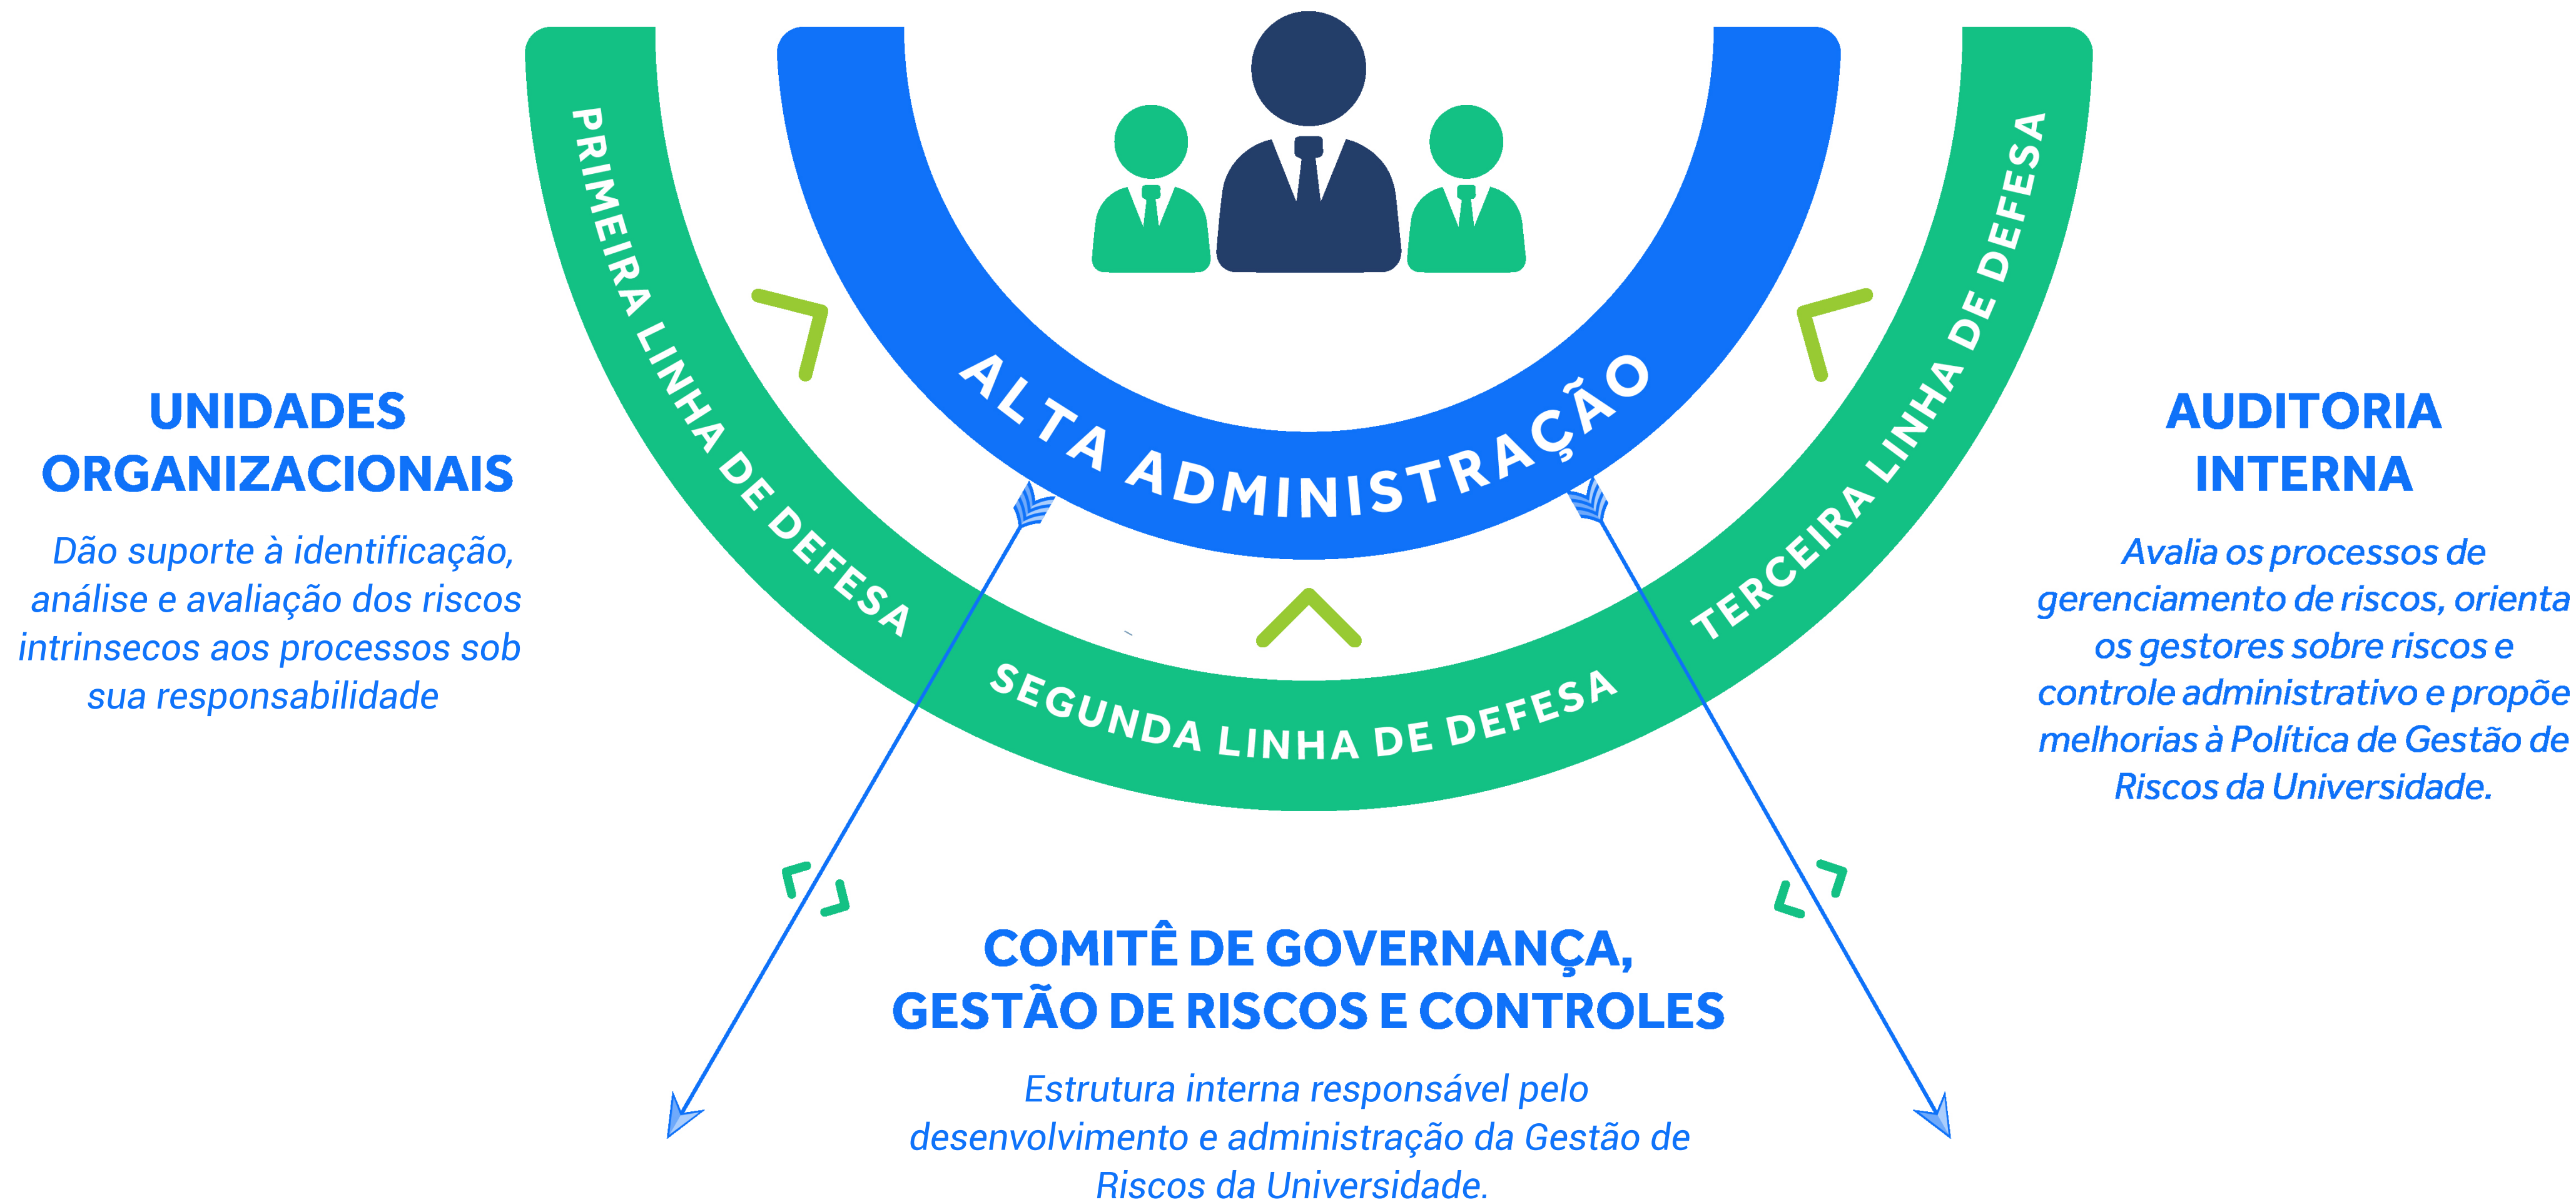 PRIMEIRA LINHA DE DEFESA
ALTA ADMINISTRAÇÃO
SEGUNDA LINHA DE DEFESA
TERCEIRA LINHA DE DEFESA
UNIDADES
ORGANIZACIONAIS
Dão suporte à identificação,
análise e avaliação dos riscos
intrinsecos aos processos sob
sua responsabilidade
AUDITORIA
INTERNA
Avalia os processos de
gerenciamento de riscos, orienta
os gestores sobre riscos e
controle administrativo e propõe
melhorias à Política de Gestão de
Riscos da Universidade.
COMITÊ DE GOVERNANÇA,
GESTÃO DE RISCOS E CONTROLES
Estrutura interna responsável pelo
desenvolvimento e administração da Gestão de
Riscos da Universidade.